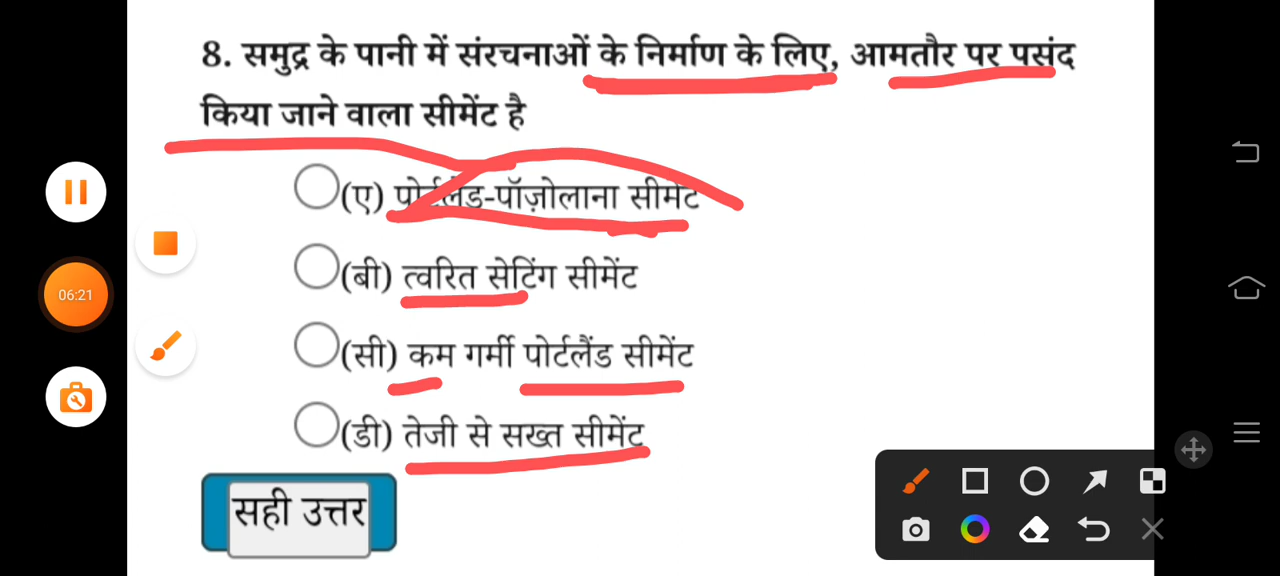 8. समुद्र के पानी में संरचनाओं के निर्माण के लिए, आमतौर पर पसंद
किया जाने वाला सीमेंट है
(ए) पोर्टलैंड-पॉज़ोलाना सीमेंट
(बी) त्वरित सेटिंग सीमेंट
(सी) कम गर्मी पोर्टलैंड सीमेंट
(डी) तेजी से सख्त सीमेंट
सही उत्तर
06:21